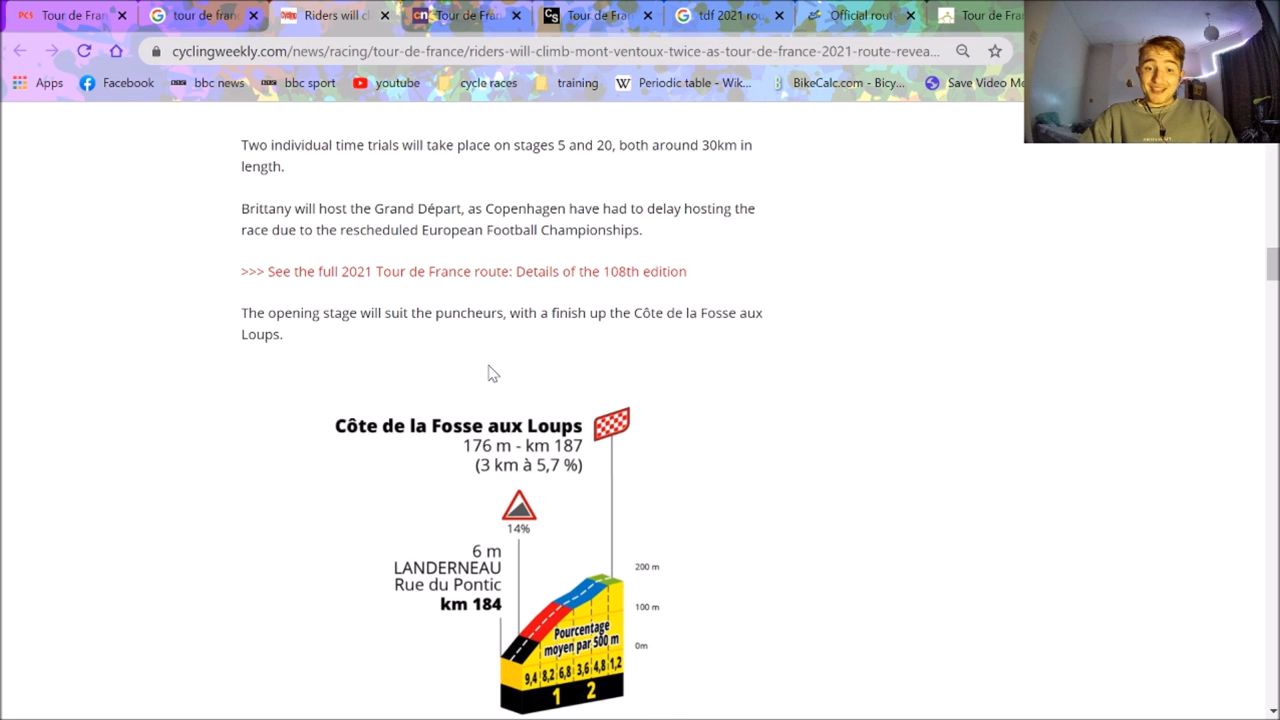 PCS Tour de Fran
tour de fran
Riders will cl
cn Tour de Fran
CS Tour de Fran
tdf 2021 rou
Official rout
Tour de Fra
cyclingweekly.com/news/racing/tour-de-france/riders-will-climb-mont-ventoux-twice-as-tour-de-france-2021-route-revea...
Apps
Facebook
BBC bbc news
BBC bbc sport
youtube
cycle races
training
W Periodic table - Wik...
BikeCalc.com - Bicy...
Save Video Me
Two individual time trials will take place on stages 5 and 20, both around 30km in
length.
Brittany will host the Grand Départ, as Copenhagen have had to delay hosting the
race due to the rescheduled European Football Championships.
>>> See the full 2021 Tour de France route: Details of the 108th edition
The opening stage will suit the puncheurs, with a finish up the Côte de la Fosse aux
Loups.
Côte de la Fosse aux Loups
176 m - km 187
(3 km à 5,7 %)
14%
6 m
LANDERNEAU
Rue du Pontic
km 184
200 m
100 m
0m
Pourcentage
moyen par 500 m
9,4 8,2 6,8 3,6 4,8 1,2
1 2